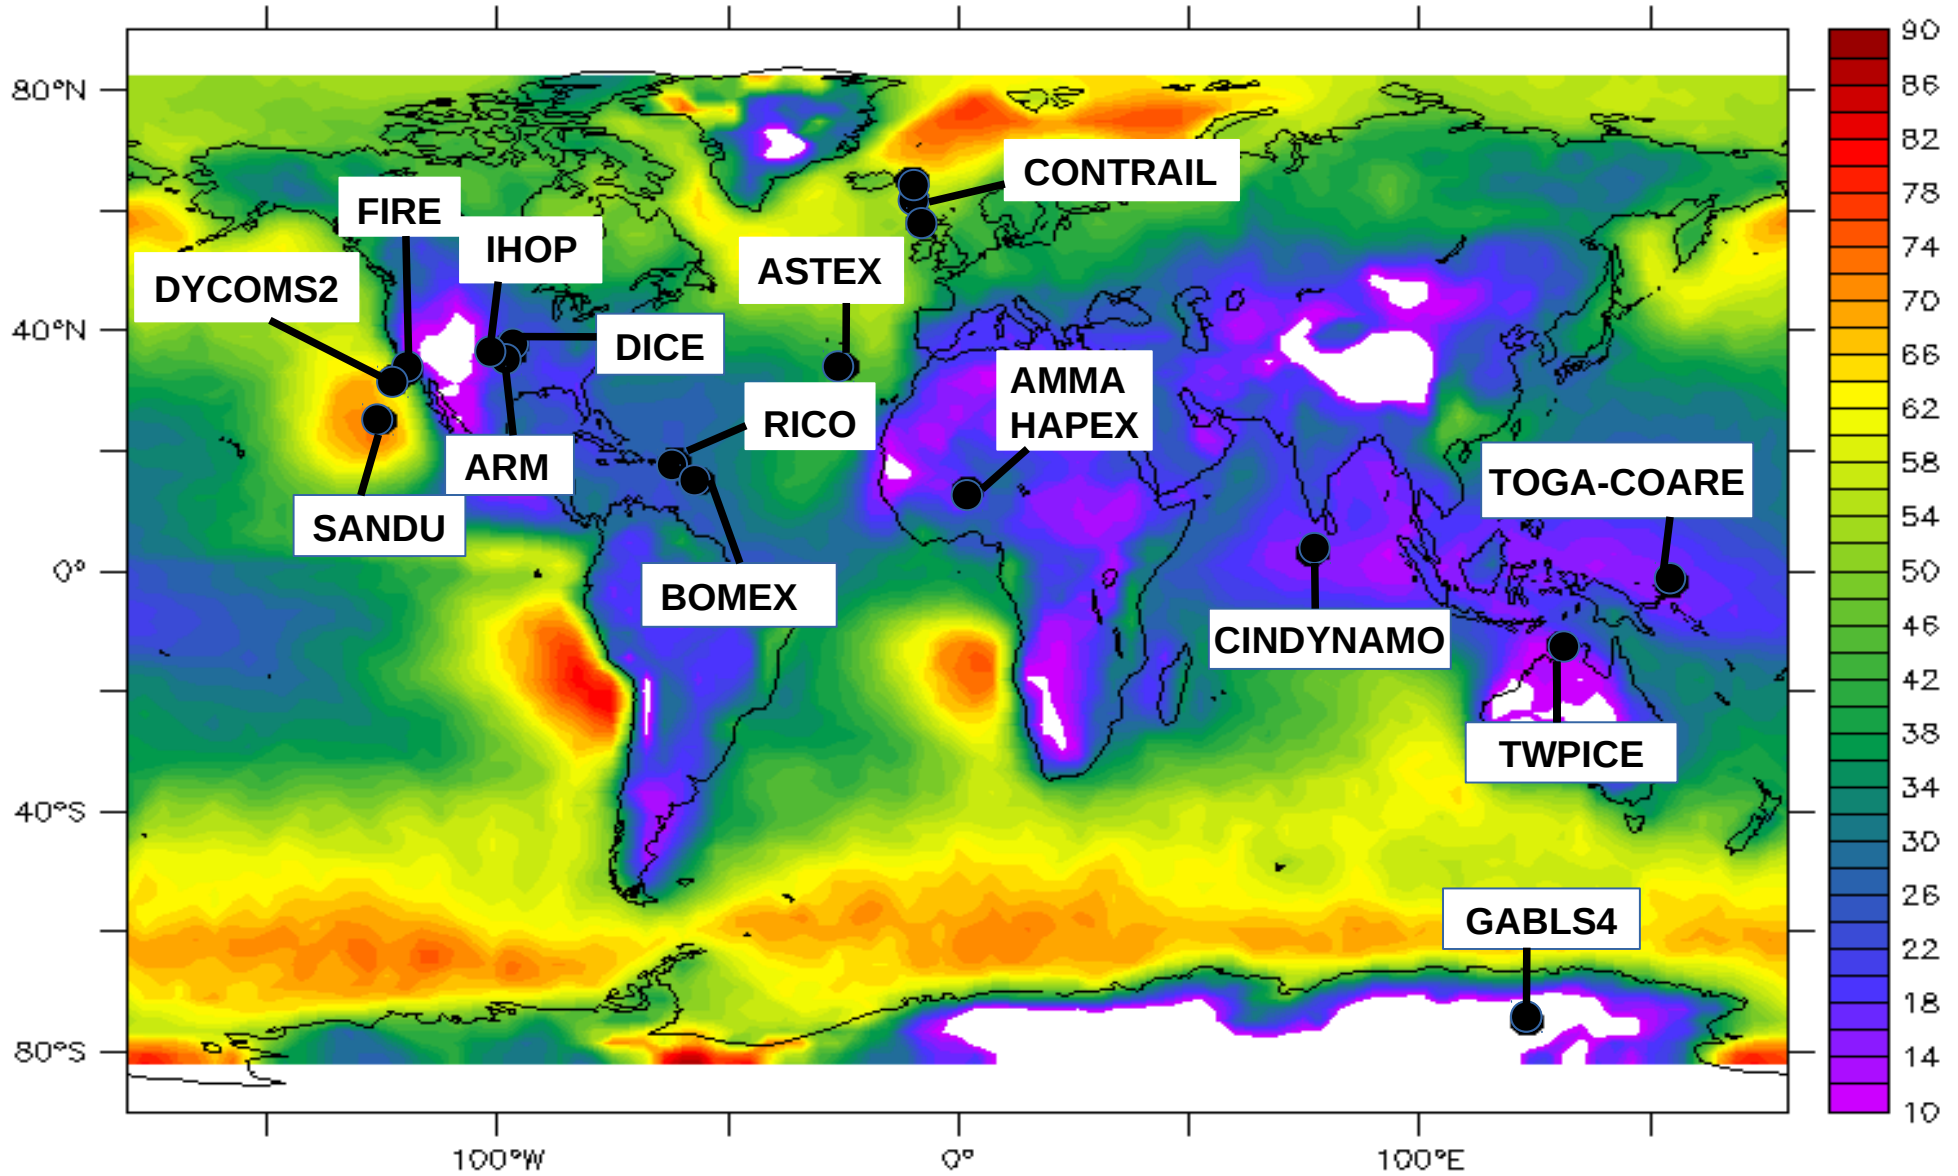 90
80°N
86
82
CONTRAIL
78
FIRE
IHOP
74
ASTEX
DYCOMS2
70
40°N
DICE
66
AMMA
HAPEX
62
RICO
58
ARM
TOGA-COARE
54
SANDU
50
0°
BOMEX
46
CINDYNAMO
42
38
TWPICE
34
40°S
30
26
GABLS4
22
18
80°S
14
10
100°W
0°
100°E